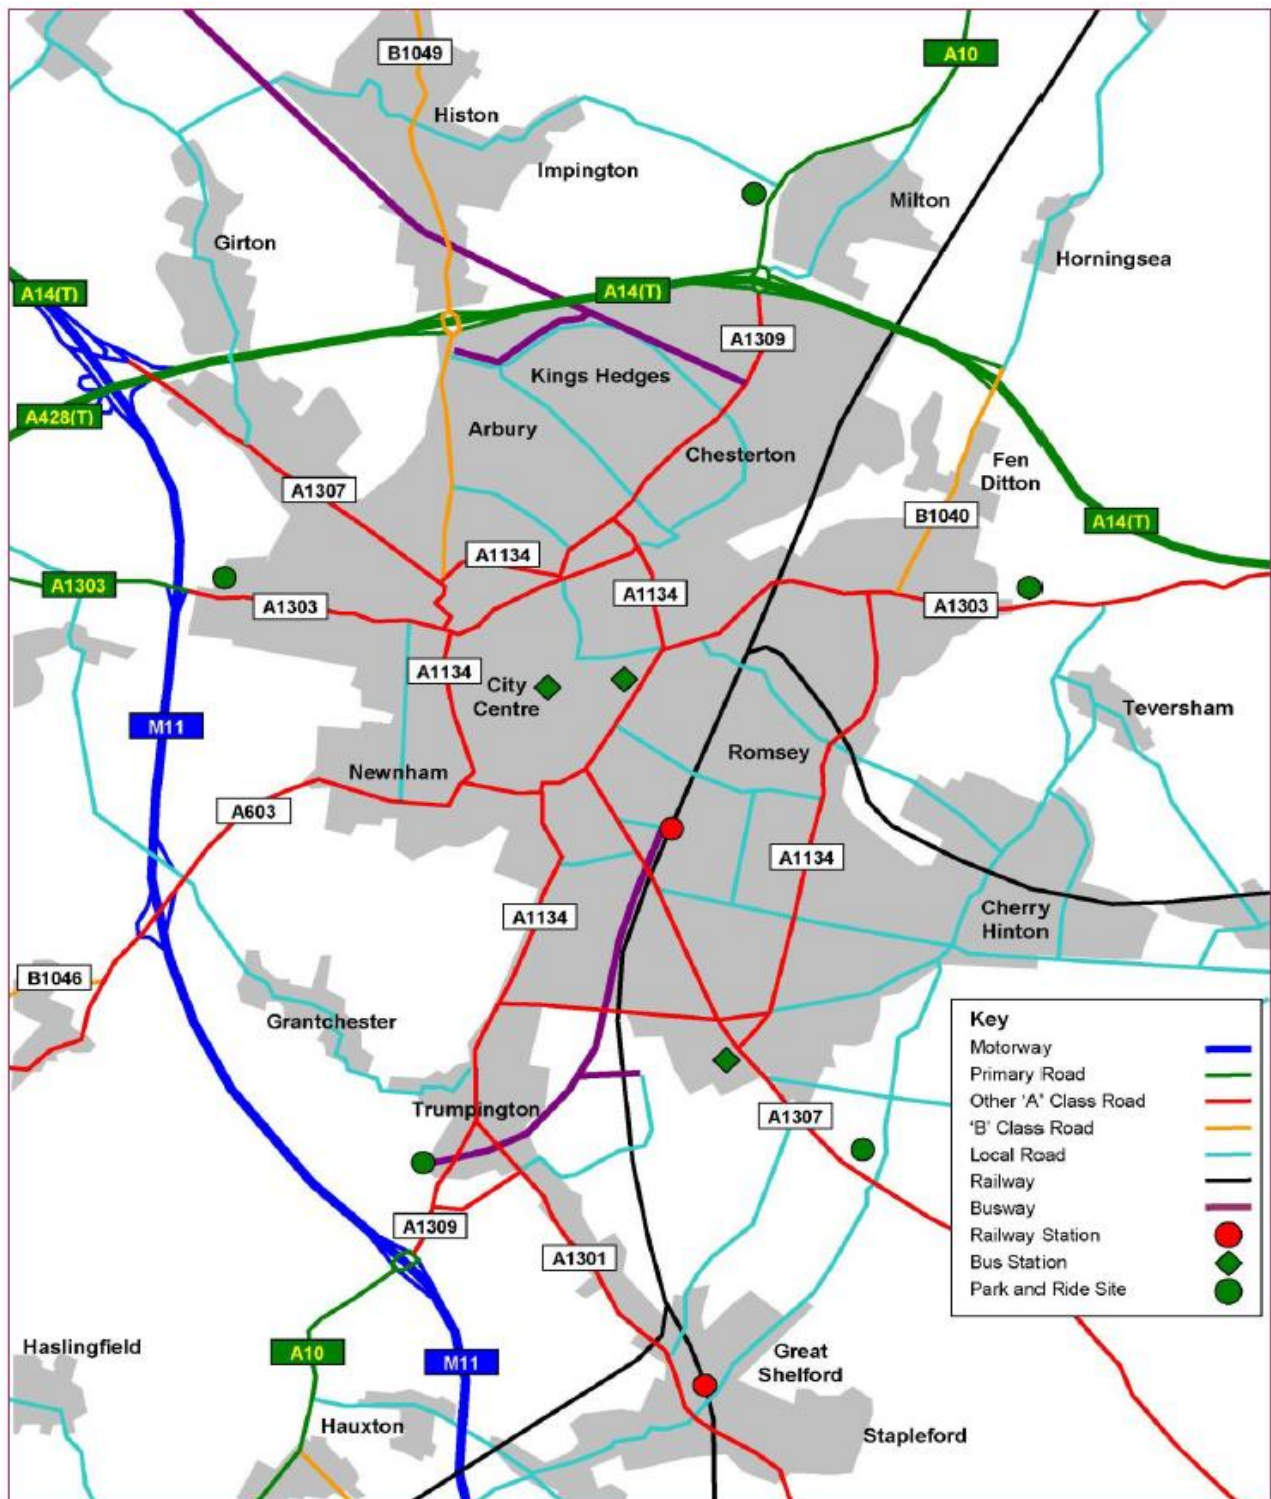 B1049
A10
Histon
Impington
Milton
Girton
Horningsea
A14(T)
A14(T)
A1309
Kings Hedges
A428(T)
Arbury
Chesterton
Fen
Ditton
A1307
B1040
A14(T)
A1134
A1303
A1303
A1134
A1303
A1134
City
Centre
Teversham
M11
Romsey
Newnham
A603
A1134
A1134
Cherry
Hinton
B1046
Grantchester
Key
Motorway
Primary Road
Other 'A' Class Road
'B' Class Road
Local Road
Railway
Busway
Railway Station
Bus Station
Park and Ride Site
Trumpington
A1307
A1309
A1301
Haslingfield
A10
M11
Great
Shelford
Hauxton
Stapleford